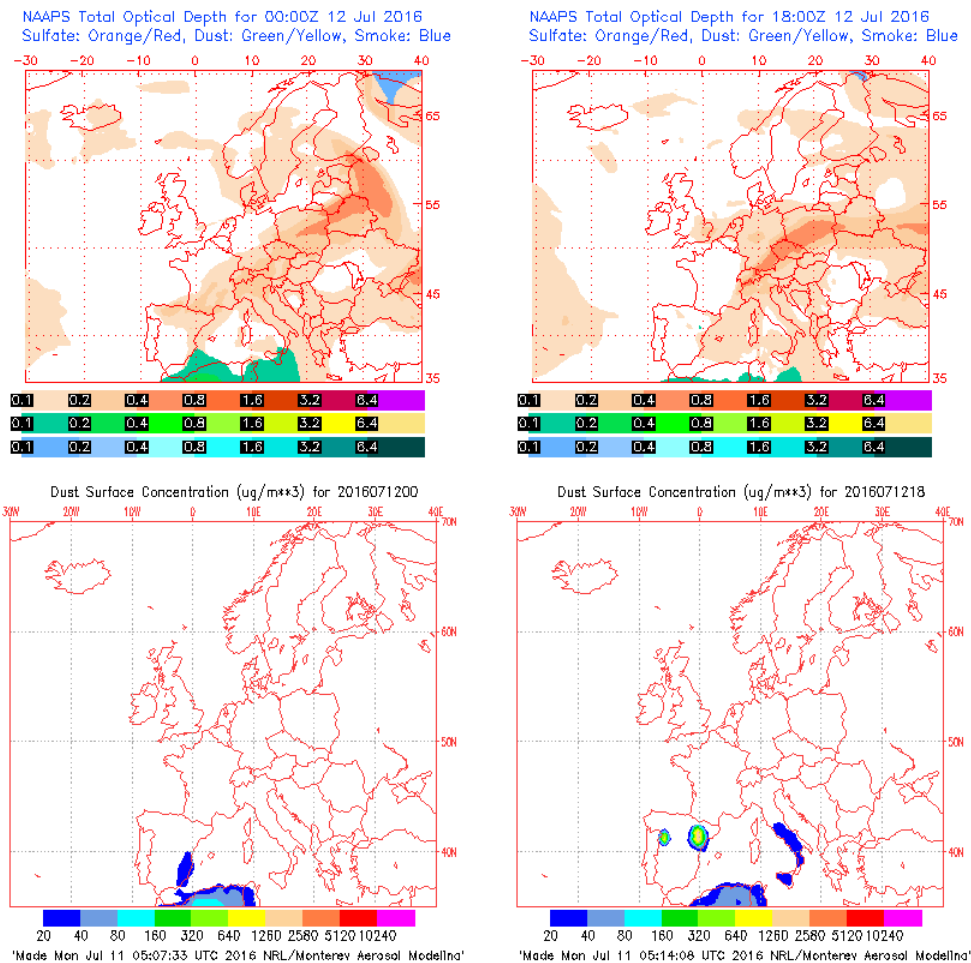 NAAPS Total Optical Depth for 00:00Z 12 Jul 2016
Sulfate: Orange/Red, Dust: Green/Yellow, Smoke: Blue
-30 -20 -10 0 10 20 30 40
65
55
45
35
0.1 0.2 0.4 0.8 1.6 3.2 6.4
0.1 0.2 0.4 0.8 1.6 3.2 6.4
0.1 0.2 0.4 0.8 1.6 3.2 6.4
NAAPS Total Optical Depth for 18:00Z 12 Jul 2016
Sulfate: Orange/Red, Dust: Green/Yellow, Smoke: Blue
-30 -20 -10 0 10 20 30 40
65
55
45
35
0.1 0.2 0.4 0.8 1.6 3.2 6.4
0.1 0.2 0.4 0.8 1.6 3.2 6.4
0.1 0.2 0.4 0.8 1.6 3.2 6.4
Dust Surface Concentration (ug/m**3) for 2016071200
30W 20W 10W 0 10E 20E 30E 40E
70N
60N
50N
40N
20 40 80 160 320 640 1260 2580 5120 10240
'Made Mon Jul 11 05:07:33 UTC 2016 NRL/Monterey Aerosol Modeling'
Dust Surface Concentration (ug/m**3) for 2016071218
30W 20W 10W 0 10E 20E 30E 40E
70N
60N
50N
40N
20 40 80 160 320 640 1260 2580 5120 10240
'Made Mon Jul 11 05:14:08 UTC 2016 NRL/Monterey Aerosol Modeling'